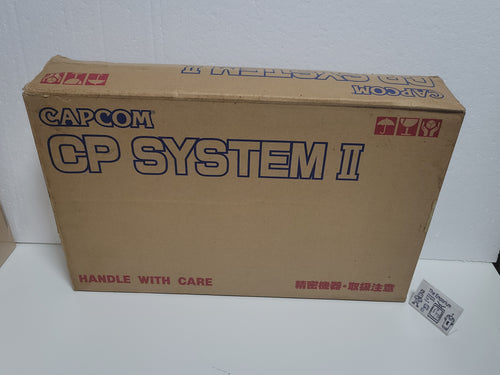 CAPCOM
CP SYSTEM II
CAPCOM
CP SYSTEM II
HANDLE WITH CARE
精密機器・取扱注意